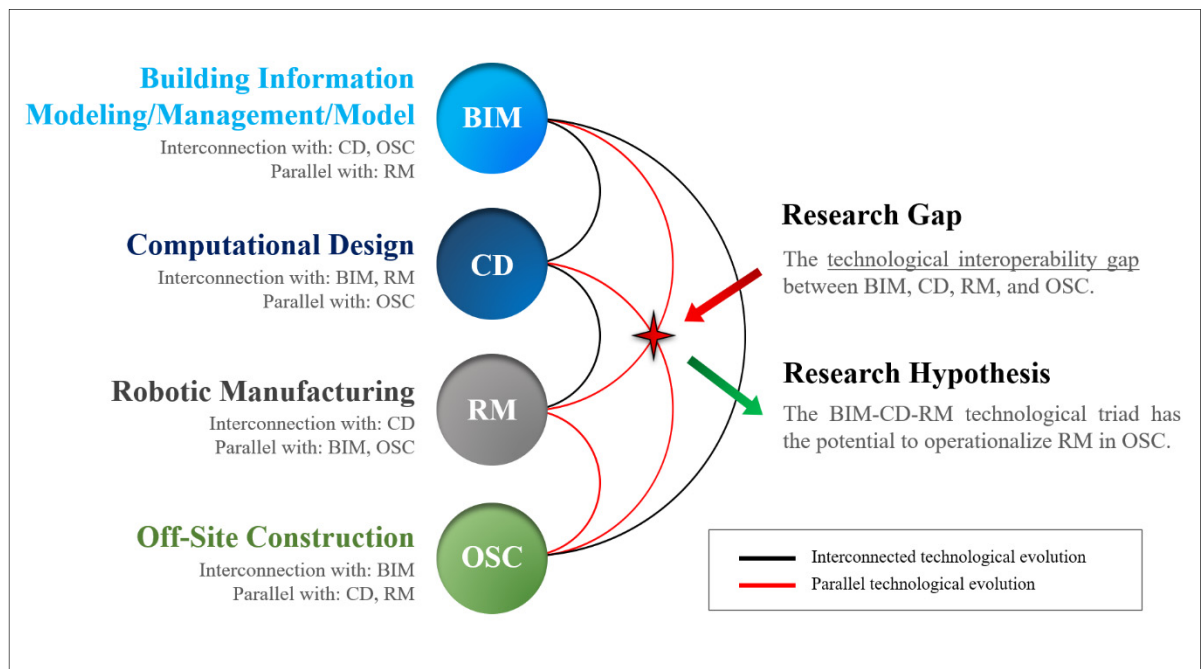 Building Information
Modeling/Management/Model
Interconnection with: CD, OSC
Parallel with: RM
BIM
Computational Design
Interconnection with: BIM, RM
Parallel with: OSC
CD
Robotic Manufacturing
Interconnection with: CD
Parallel with: BIM, OSC
RM
Off-Site Construction
Interconnection with: BIM
Parallel with: CD, RM
OSC
Research Gap
The technological interoperability gap
between BIM, CD, RM, and OSC.
Research Hypothesis
The BIM-CD-RM technological triad has
the potential to operationalize RM in OSC.
Interconnected technological evolution
Parallel technological evolution